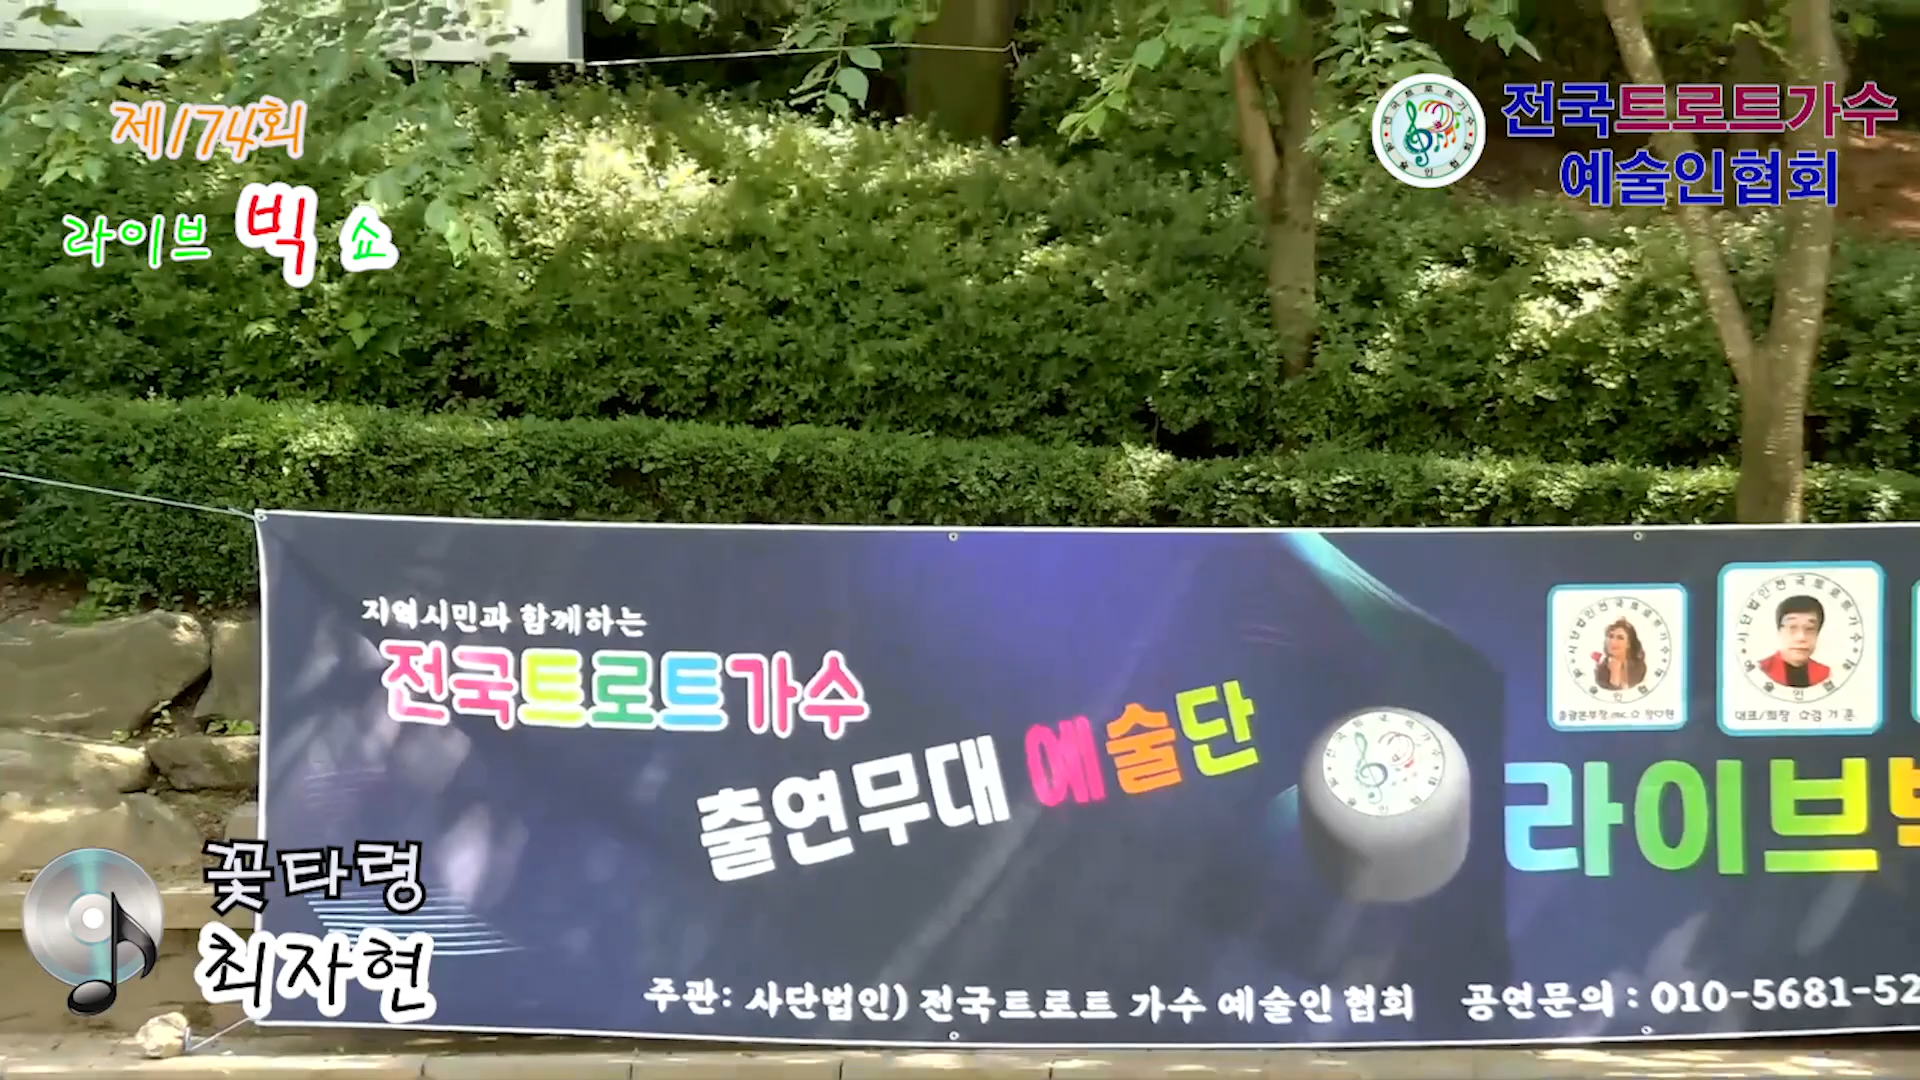 제174회
라이브 빅 쇼
전국트로트가수
예술인협회
지역시민과 함께하는
전국트로트가수
출연무대 예술단
라이브
주관: 사단법인) 전국트로트 가수 예술인 협회 공연문의 : 010-5681-52
꽃타령
최자현